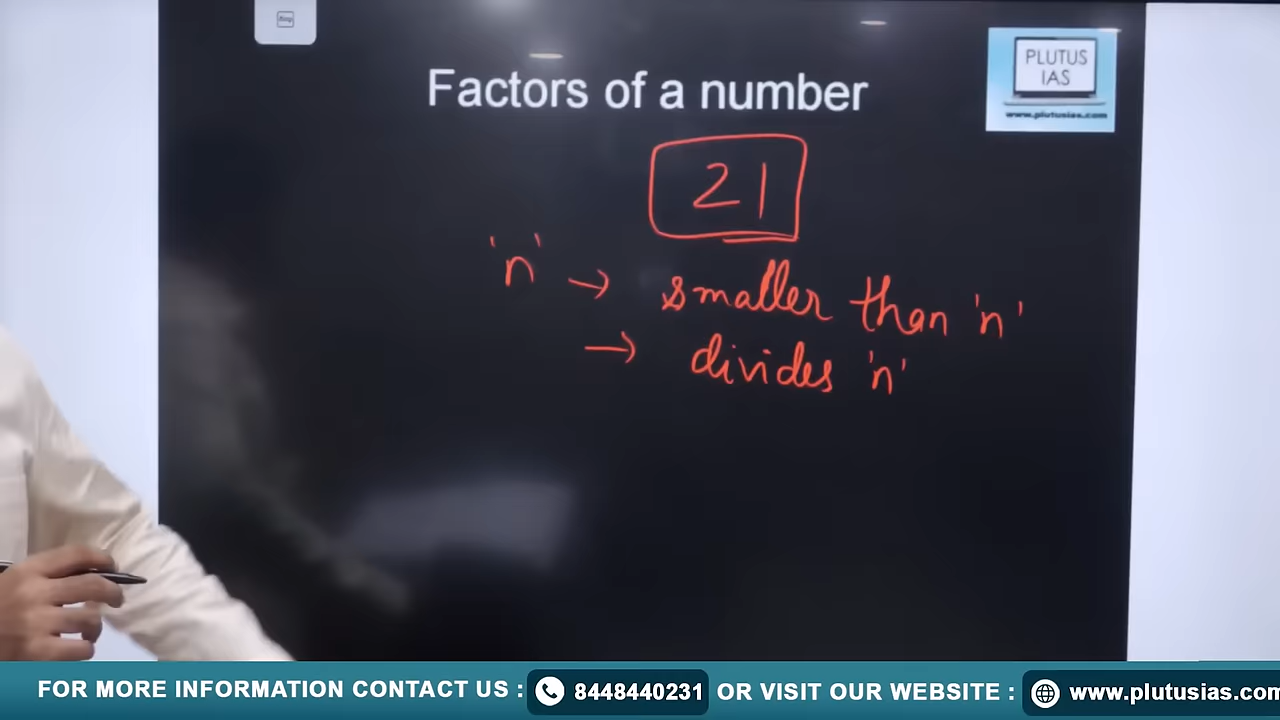 PLUTUS
IAS
www.plutusias.com
Factors of a number
21
'n' → smaller than 'n'
→ divides 'n'
FOR MORE INFORMATION CONTACT US : 8448440231 OR VISIT OUR WEBSITE : www.plutusias.com